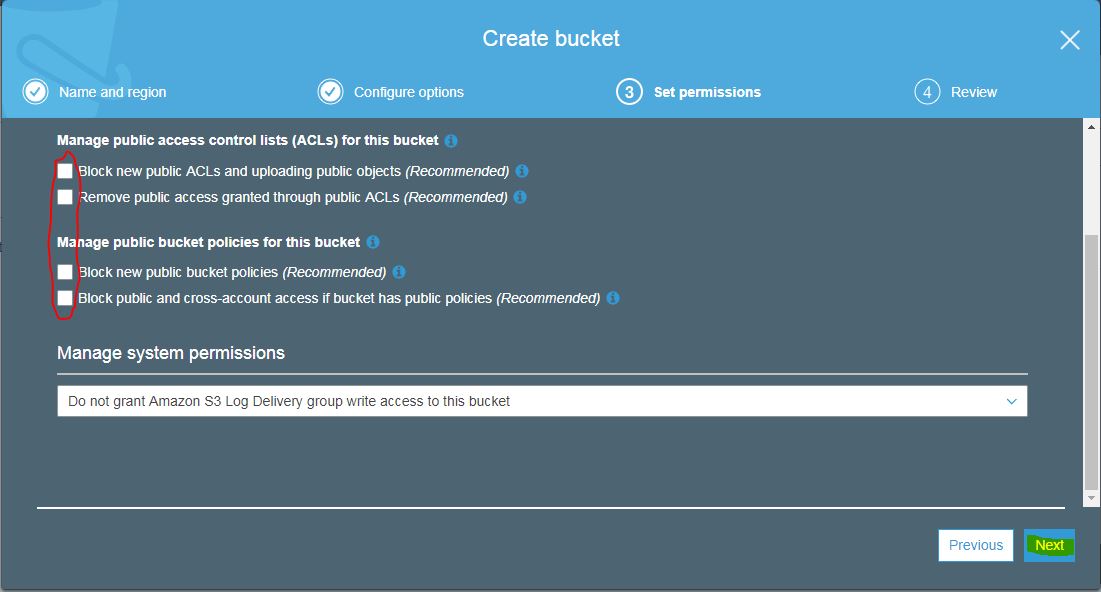 Create bucket
Name and region
Configure options
3 Set permissions
4 Review
Manage public access control lists (ACLs) for this bucket
Block new public ACLs and uploading public objects (Recommended)
Remove public access granted through public ACLs (Recommended)
Manage public bucket policies for this bucket
Block new public bucket policies (Recommended)
Block public and cross-account access if bucket has public policies (Recommended)
Manage system permissions
Do not grant Amazon S3 Log Delivery group write access to this bucket
Previous
Next